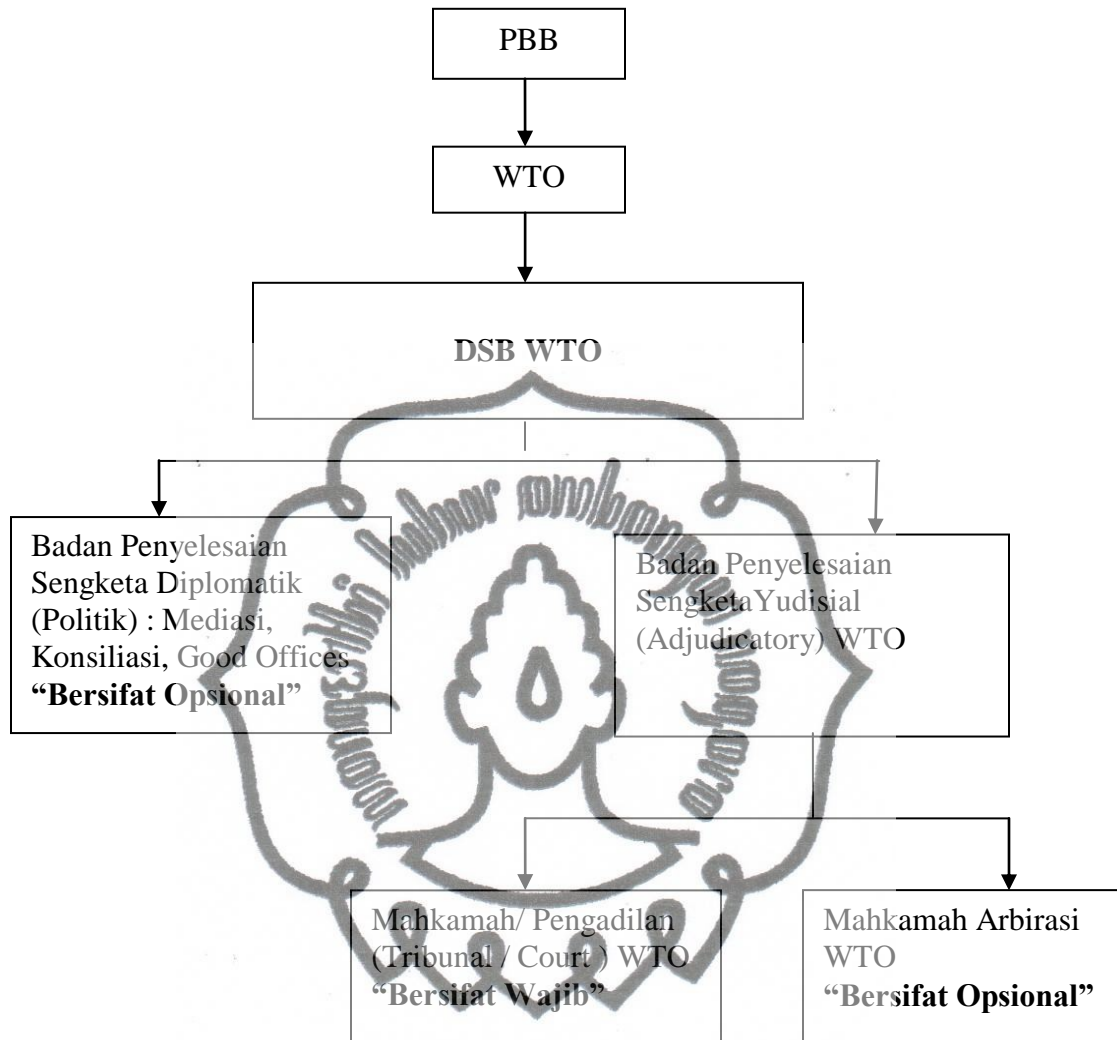 PBB
WTO
DSB WTO
Badan Penyelesaian
Sengketa Diplomatik
(Politik) : Mediasi,
Konsiliasi, Good Offices
“Bersifat Opsional”
Badan Penyelesaian
SengketaYudisial
(Adjudicatory) WTO
Mahkamah/ Pengadilan
(Tribunal / Court ) WTO
“Bersifat Wajib”
Mahkamah Arbirasi
WTO
“Bersifat Opsional”